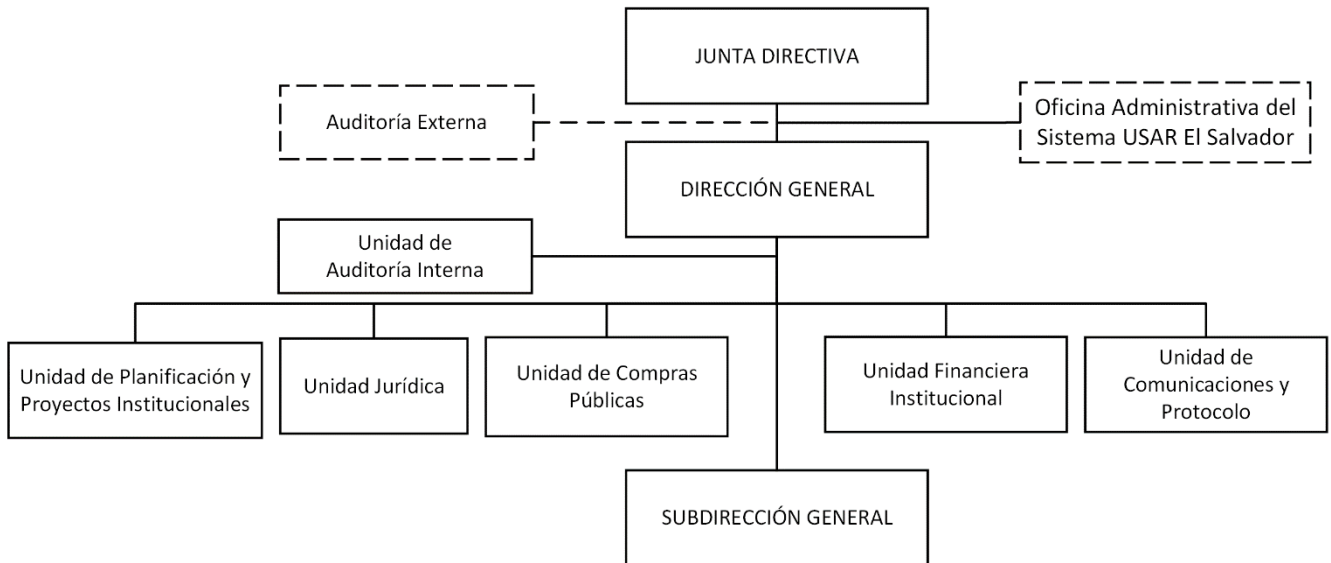 JUNTA DIRECTIVA
Auditoría Externa
Oficina Administrativa del
Sistema USAR El Salvador
DIRECCIÓN GENERAL
Unidad de
Auditoría Interna
Unidad de Planificación y
Proyectos Institucionales
Unidad Jurídica
Unidad de Compras
Públicas
Unidad Financiera
Institucional
Unidad de
Comunicaciones y
Protocolo
SUBDIRECCIÓN GENERAL